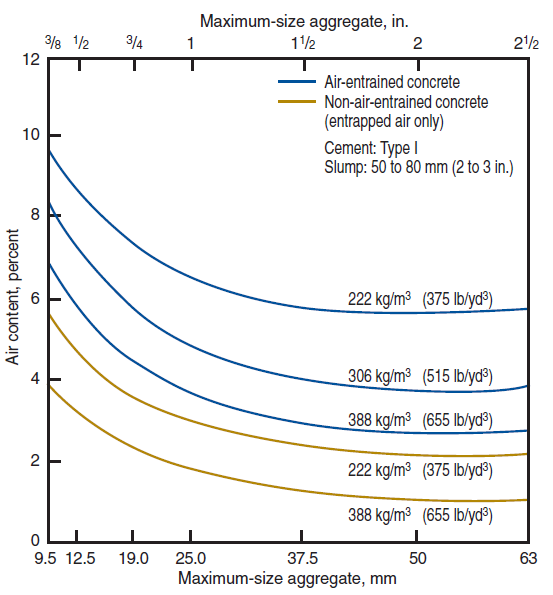 Maximum-size aggregate, in.
3/8 1/2 3/4 1 1 1/2 2 2 1/2
12
Air-entrained concrete
Non-air-entrained concrete
(entrapped air only)
Cement: Type I
Slump: 50 to 80 mm (2 to 3 in.)
10
8
Air content, percent
6
222 kg/m³ (375 lb/yd³)
306 kg/m³ (515 lb/yd³)
4
388 kg/m³ (655 lb/yd³)
2
222 kg/m³ (375 lb/yd³)
388 kg/m³ (655 lb/yd³)
0
9.5 12.5 19.0 25.0 37.5 50 63
Maximum-size aggregate, mm